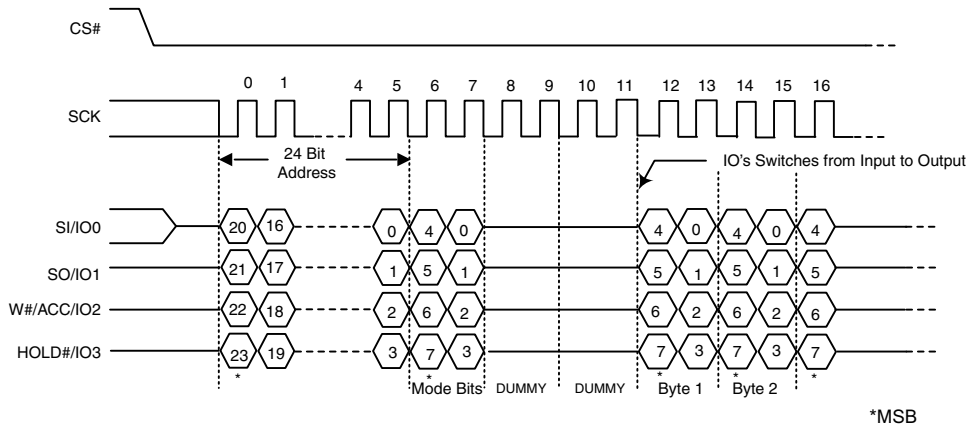 CS#
0 1 4 5 6 7 8 9 10 11 12 13 14 15 16
SCK
24 Bit
Address
IO's Switches from Input to Output
SI/IO0 20 16 0 4 0 4 0 4 0 4
SO/IO1 21 17 1 5 1 5 1 5 1 5
W#/ACC/IO2 22 18 2 6 2 6 2 6 2 6
HOLD#/IO3 23 19 3 7 3 7 3 7 3 7
* * * * *
Mode Bits DUMMY DUMMY Byte 1 Byte 2
*MSB